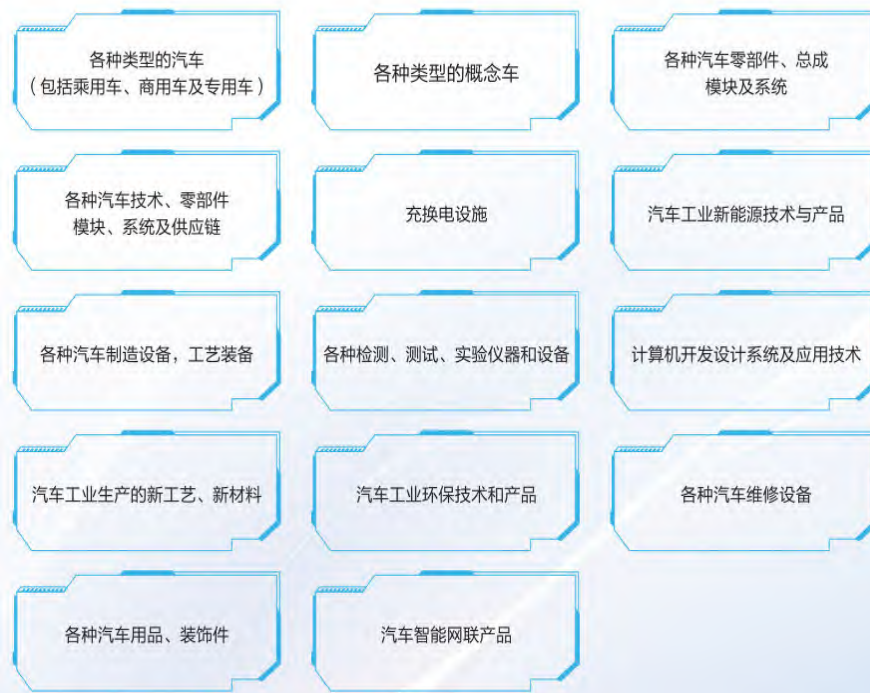 各种类型的汽车
（包括乘用车、商用车及专用车）
各种类型的概念车
各种汽车零部件、总成
模块及系统
各种汽车技术、零部件
模块、系统及供应链
充换电设施
汽车工业新能源技术与产品
各种汽车制造设备，工艺装备
各种检测、测试、实验仪器和设备
计算机开发设计系统及应用技术
汽车工业生产的新工艺、新材料
汽车工业环保技术和产品
各种汽车维修设备
各种汽车用品、装饰件
汽车智能网联产品